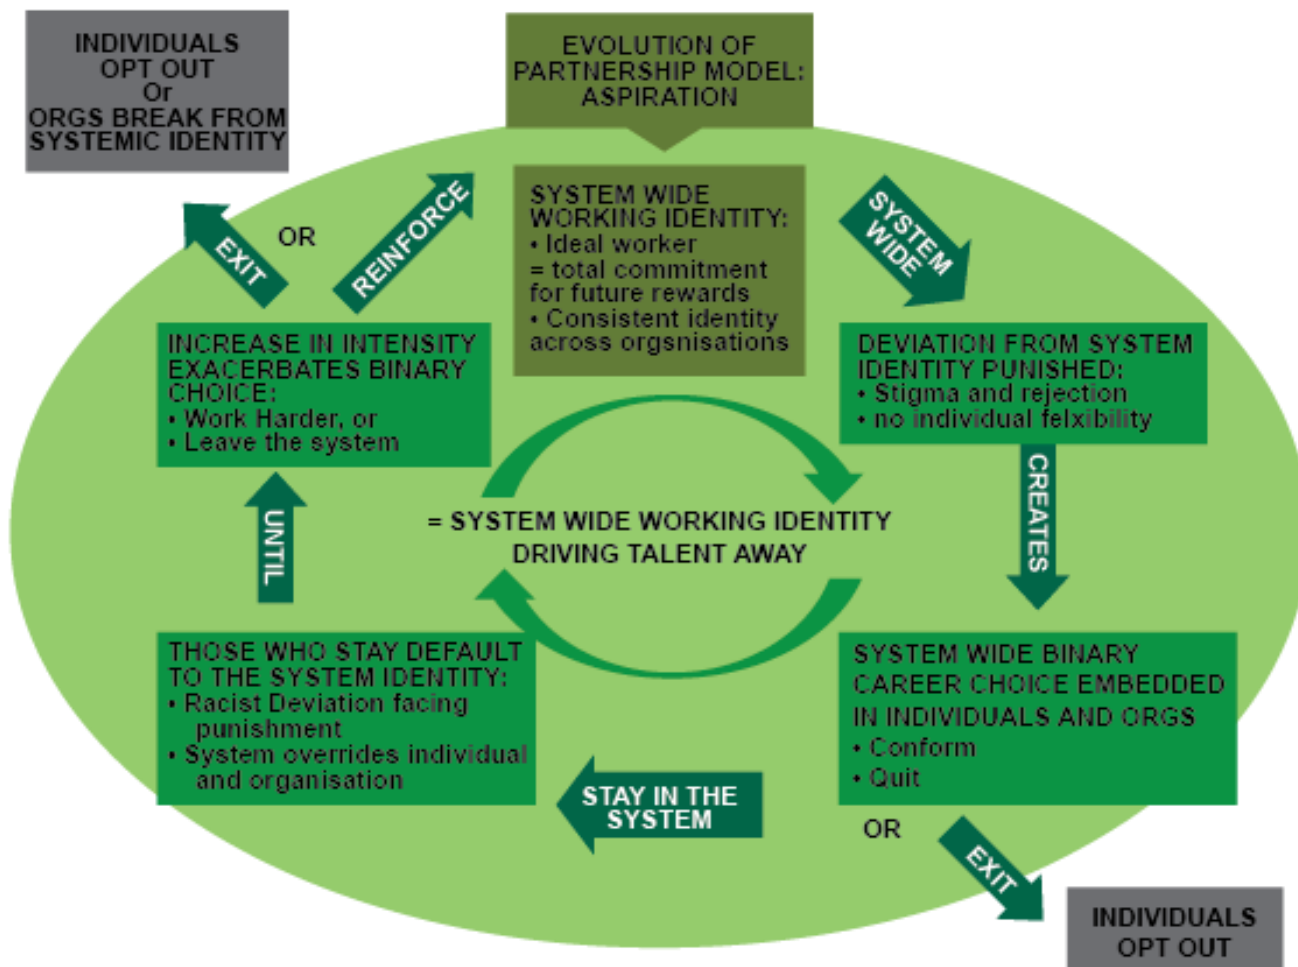 INDIVIDUALS
OPT OUT
Or
ORGS BREAK FROM
SYSTEMIC IDENTITY
EVOLUTION OF
PARTNERSHIP MODEL:
ASPIRATION
SYSTEM WIDE
WORKING IDENTITY:
• Ideal worker
= total commitment
for future rewards
• Consistent identity
across orgsnisations
SYSTEM
WIDE
DEVIATION FROM SYSTEM
IDENTITY PUNISHED:
• Stigma and rejection
• no individual felxibility
CREATES
SYSTEM WIDE BINARY
CAREER CHOICE EMBEDDED
IN INDIVIDUALS AND ORGS
• Conform
• Quit
OR
EXIT
INDIVIDUALS
OPT OUT
STAY IN THE
SYSTEM
THOSE WHO STAY DEFAULT
TO THE SYSTEM IDENTITY:
• Racist Deviation facing
punishment
• System overrides individual
and organisation
UNTIL
INCREASE IN INTENSITY
EXACERBATES BINARY
CHOICE:
• Work Harder, or
• Leave the system
EXIT
OR
REINFORCE
= SYSTEM WIDE WORKING IDENTITY
DRIVING TALENT AWAY